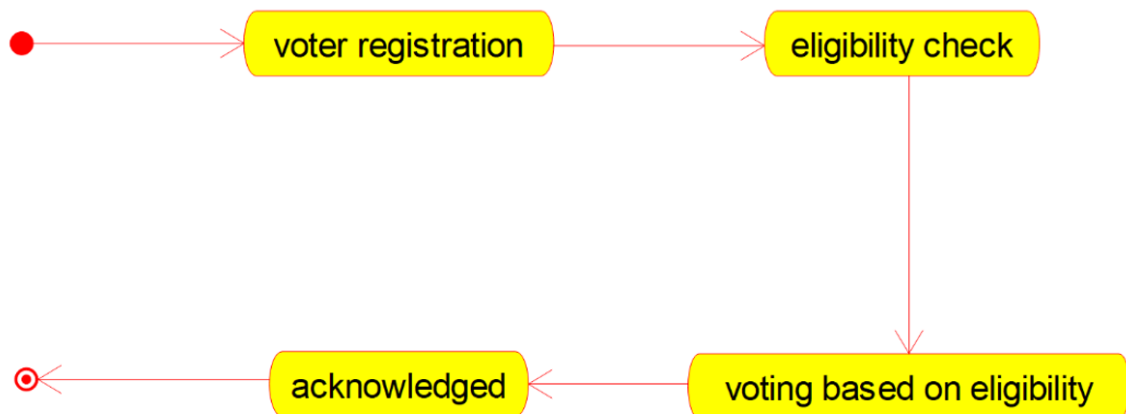 voter registration
eligibility check
voting based on eligibility
acknowledged